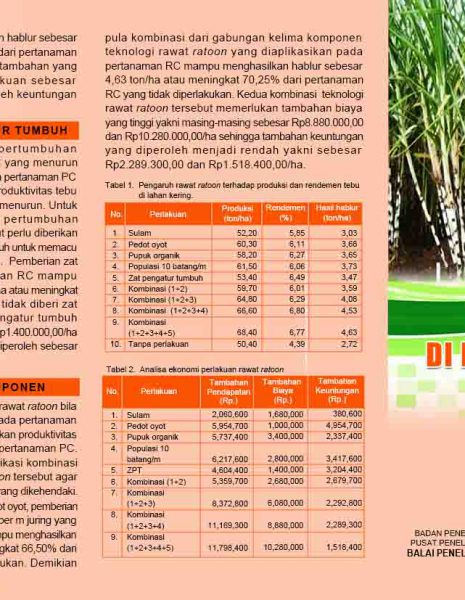 n hablur sebesar
dari pertanaman
tambahan yang
kuan sebesar
eh keuntungan
R TUMBUH
pertumbuhan
yang menurun
a pertanaman PC
roduktivitas tebu
menurun. Untuk
pertumbuhan
t perlu diberikan
uh untuk memacu
Pemberian zat
an RC mampu
ha atau meningkat
tidak diberi zat
ngatur tumbuh
p1.400.000,00/ha
diperoleh sebesar
PONEN
rawat ratoon bila
ada pertanaman
kan produktivitas
pertanaman PC.
ikasi kombinasi
on tersebut agar
ang dikehendaki.
ot oyot, pemberian
per m juring yang
mpu menghasilkan
gkat 66,50% dari
ukan. Demikian
pula kombinasi dari gabungan kelima komponen
teknologi rawat ratoon yang diaplikasikan pada
pertanaman RC mampu menghasilkan hablur sebesar
4,63 ton/ha atau meningkat 70,25% dari pertanaman
RC yang tidak diperlakukan. Kedua kombinasi teknologi
rawat ratoon tersebut memerlukan tambahan biaya
yang tinggi yakni masing-masing sebesar Rp8.880.000,00
dan Rp10.280.000,00/ha sehingga tambahan keuntungan
yang diperoleh menjadi rendah yakni sebesar
Rp2.289.300,00 dan Rp1.518.400,00/ha.
Tabel 1. Pengaruh rawat ratoon terhadap produksi dan rendemen tebu
di lahan kering.
No. Perlakuan Produksi (ton/ha) Rendemen (%) Hasil hablur (ton/ha)
1. Sulam 52,20 5,85 3,03
2. Pedot oyot 60,30 6,11 3,68
3. Pupuk organik 58,20 6,27 3,65
4. Populasi 10 batang/m 61,50 6,06 3,73
5. Zat pengatur tumbuh 53,40 6,49 3,47
6. Kombinasi (1+2) 59,70 6,01 3,59
7. Kombinasi (1+2+3) 64,80 6,29 4,08
8. Kombinasi (1+2+3+4) 66,60 6,80 4,53
9. Kombinasi
(1+2+3+4+5) 68,40 6,77 4,63
10. Tanpa perlakuan 50,40 4,39 2,72
Tabel 2. Analisa ekonomi perlakuan rawat ratoon
No. Perlakuan Tambahan Pendapatan (Rp.) Tambahan Biaya (Rp.) Tambahan Keuntungan (Rp.)
1. Sulam 2,060,600 1,680,000 380,600
2. Pedot oyot 5,954,700 1,000,000 4,954,700
3. Pupuk organik 5,737,400 3,400,000 2,337,400
4. Populasi 10
batang/m 6,217,600 2,800,000 3,417,600
5. ZPT 4,604,400 1,400,000 3,204,400
6. Kombinasi (1+2) 5,359,700 2,680,000 2,679,700
7. Kombinasi
(1+2+3) 8,372,800 6,080,000 2,292,800
8. Kombinasi
(1+2+3+4) 11,169,300 8,880,000 2,289,300
9. Kombinasi
(1+2+3+4+5) 11,798,400 10,280,000 1,518,400
DI
BADAN PENE
PUSAT PENEL
BALAI PENEL